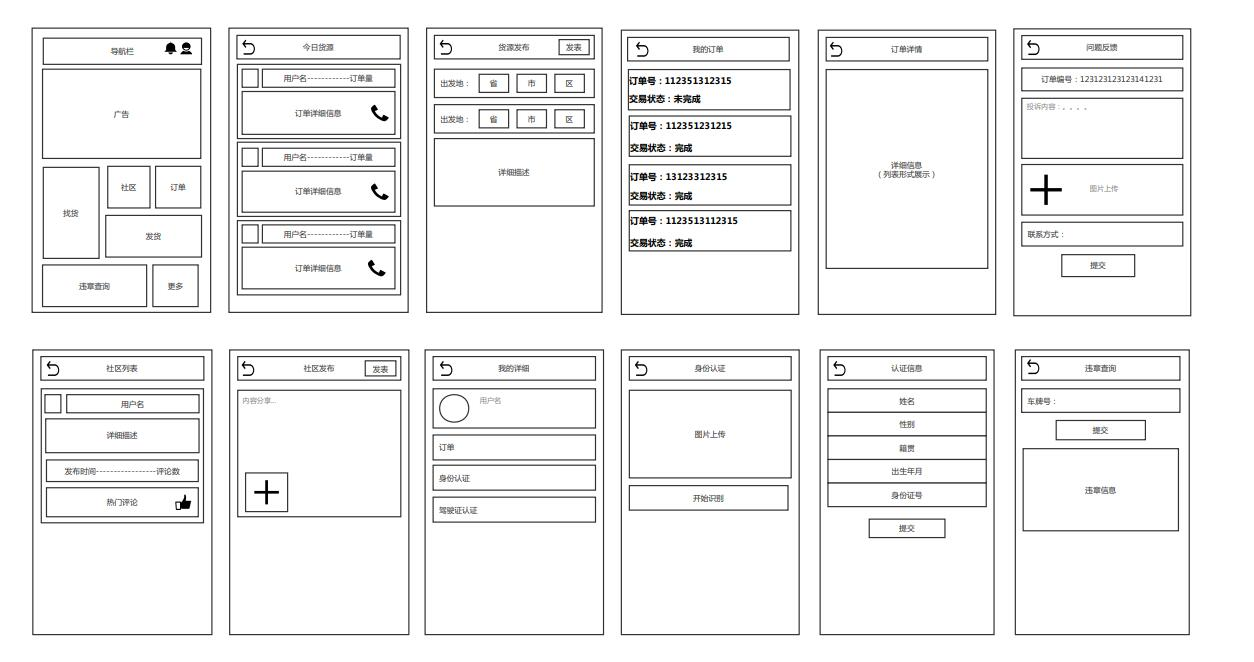 导航栏
广告
找货
社区
订单
发货
违章查询
更多
今日货源
用户名------------订单量
订单详细信息
用户名------------订单量
订单详细信息
用户名------------订单量
订单详细信息
货源发布
发表
出发地：
省
市
区
出发地：
省
市
区
详细描述
我的订单
订单号：112351312315
交易状态：未完成
订单号：112351231215
交易状态：完成
订单号：13123312315
交易状态：完成
订单号：1123513112315
交易状态：完成
订单详情
详细信息
（列表形式展示）
问题反馈
订单编号：123123123123141231
投诉内容：。。。。
图片上传
联系方式：
提交
社区列表
用户名
详细描述
发布时间-----------------评论数
热门评论
社区发布
发表
内容分享...
我的详细
用户名
订单
身份认证
驾驶证认证
身份认证
图片上传
开始识别
认证信息
姓名
性别
籍贯
出生年月
身份证号
提交
违章查询
车牌号：
提交
违章信息